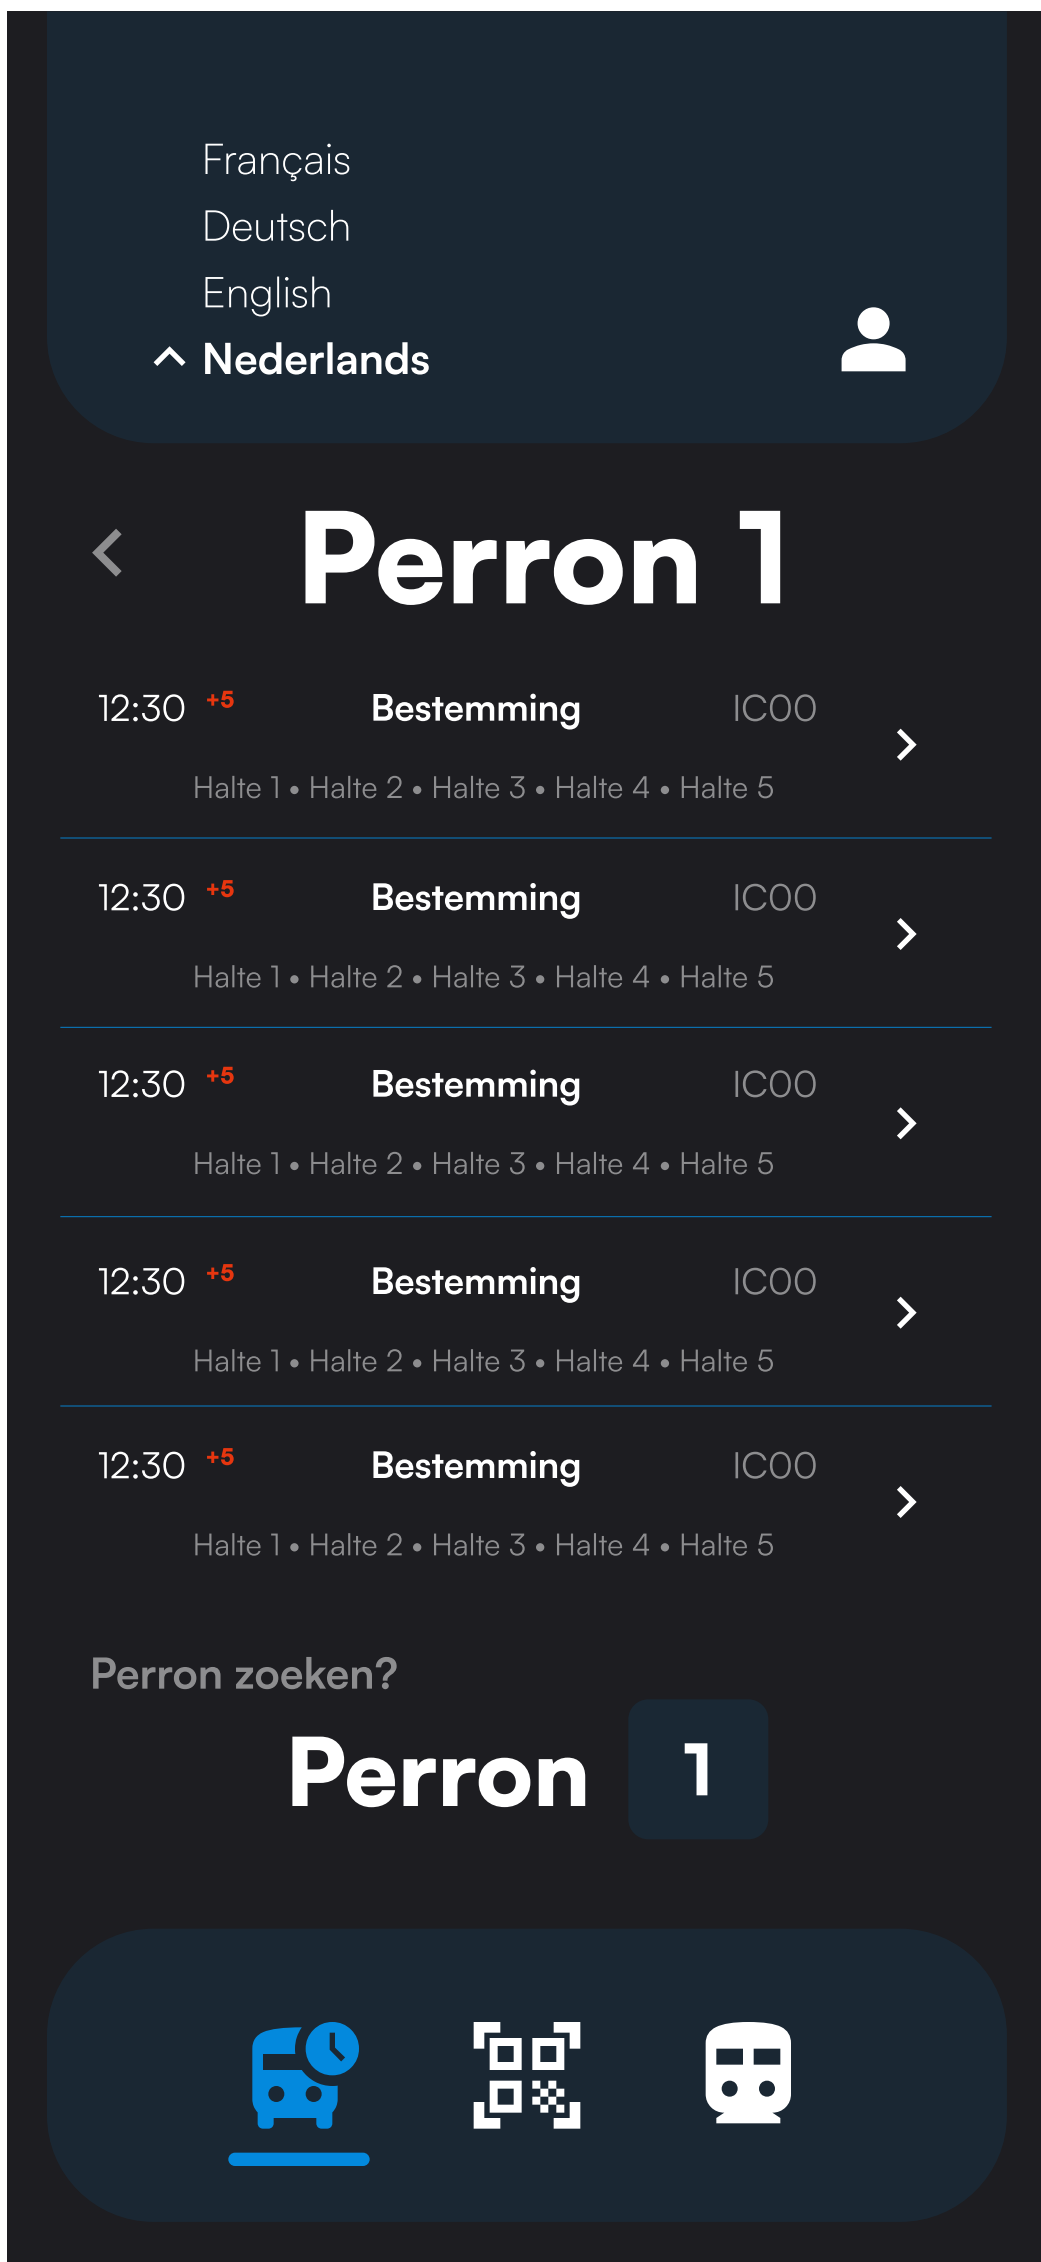 Français
Deutsch
English
Nederlands
Perron 1
12:30 +5 Bestemming IC00
Halte 1 • Halte 2 • Halte 3 • Halte 4 • Halte 5
12:30 +5 Bestemming IC00
Halte 1 • Halte 2 • Halte 3 • Halte 4 • Halte 5
12:30 +5 Bestemming IC00
Halte 1 • Halte 2 • Halte 3 • Halte 4 • Halte 5
12:30 +5 Bestemming IC00
Halte 1 • Halte 2 • Halte 3 • Halte 4 • Halte 5
12:30 +5 Bestemming IC00
Halte 1 • Halte 2 • Halte 3 • Halte 4 • Halte 5
Perron zoeken?
Perron 1